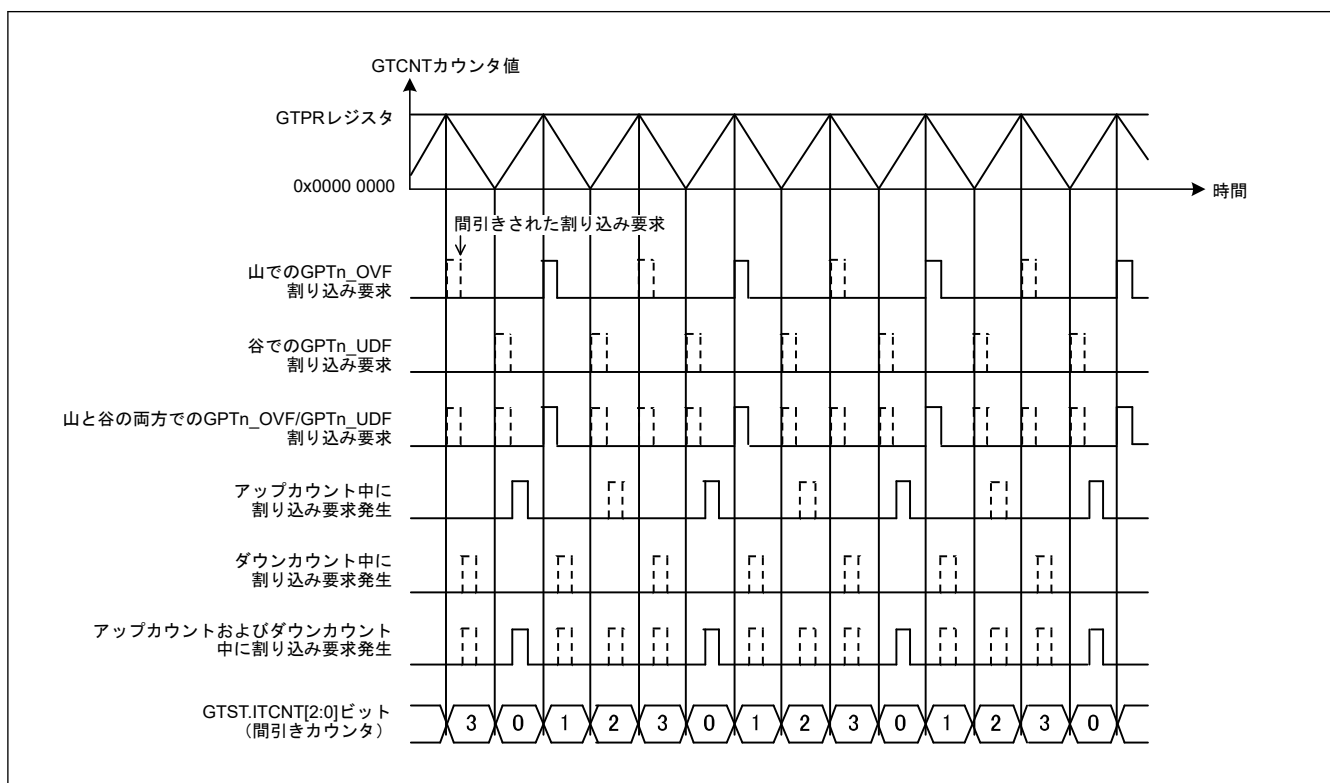 GTCNTカウンタ値
GTPRレジスタ
0x0000 0000
時間
間引きされた割り込み要求
山でのGPTn_OVF
割り込み要求
谷でのGPTn_UDF
割り込み要求
山と谷の両方でのGPTn_OVF/GPTn_UDF
割り込み要求
アップカウント中に
割り込み要求発生
ダウンカウント中に
割り込み要求発生
アップカウントおよびダウンカウント
中に割り込み要求発生
GTST.ITCNT[2:0]ビット
（間引きカウンタ）
3 0 1 2 3 0 1 2 3 0 1 2 3 0